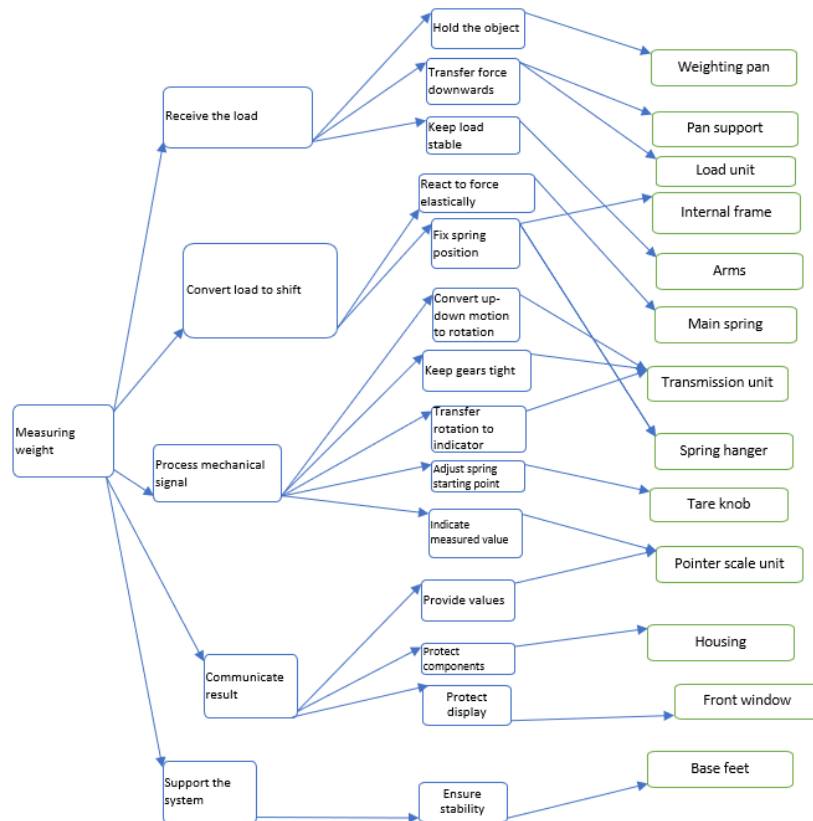 Hold the object
Weighting pan
Transfer force
downwards
Receive the load
Pan support
Keep load
stable
Load unit
React to force
elastically
Internal frame
Fix spring
position
Arms
Convert load to shift
Convert up-
down motion
to rotation
Main spring
Keep gears tight
Transmission unit
Measuring
weight
Transfer
rotation to
indicator
Spring hanger
Process mechanical
signal
Adjust spring
starting point
Tare knob
Indicate
measured value
Pointer scale unit
Provide values
Housing
Protect
components
Communicate
result
Protect
display
Front window
Support the
system
Base feet
Ensure
stability